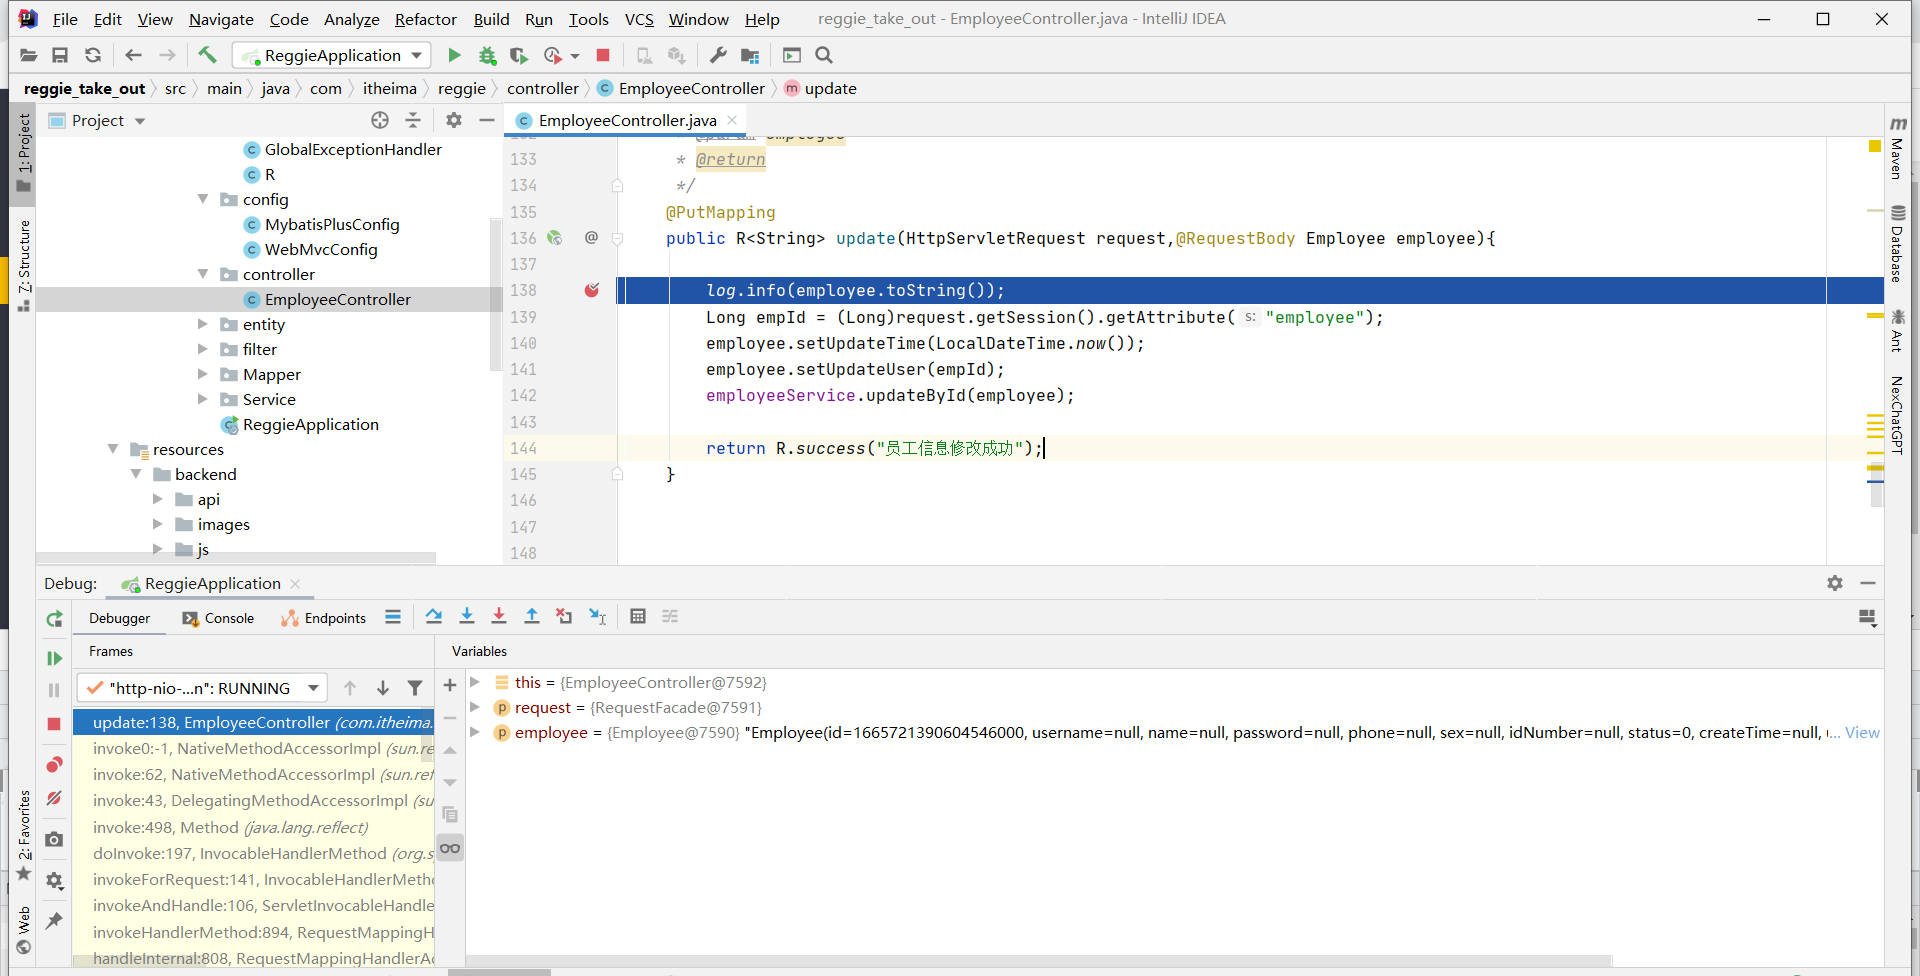 File Edit View Navigate Code Analyze Refactor Build Run Tools VCS Window Help reggie_take_out - EmployeeController.java - IntelliJ IDEA
ReggieApplication
reggie_take_out src main java com itheima reggie controller EmployeeController update
Project
EmployeeController.java
1: Project
Z: Structure
2: Favorites
Web
GlobalExceptionHandler
R
config
MybatisPlusConfig
WebMvcConfig
controller
EmployeeController
entity
filter
Mapper
Service
ReggieApplication
resources
backend
api
images
js
132 * @param employee
133 * @return
134 */
135 @PutMapping
136 public R<String> update(HttpServletRequest request,@RequestBody Employee employee){
137
138 log.info(employee.toString());
139 Long empId = (Long)request.getSession().getAttribute( s: "employee");
140 employee.setUpdateTime(LocalDateTime.now());
141 employee.setUpdateUser(empId);
142 employeeService.updateById(employee);
143
144 return R.success("员工信息修改成功");
145 }
146
147
148
Maven
Database
Ant
NexChatGPT
Debug: ReggieApplication
Debugger Console Endpoints
Frames
"http-nio-...n": RUNNING
update:138, EmployeeController (com.itheima.
invoke0:-1, NativeMethodAccessorImpl (sun.re
invoke:62, NativeMethodAccessorImpl (sun.ref
invoke:43, DelegatingMethodAccessorImpl (su
invoke:498, Method (java.lang.reflect)
doInvoke:197, InvocableHandlerMethod (org.s
invokeForRequest:141, InvocableHandlerMetho
invokeAndHandle:106, ServletInvocableHandle
invokeHandlerMethod:894, RequestMappingH
handleInternal:808, RequestMappingHandlerAd
Variables
this = {EmployeeController@7592}
request = {RequestFacade@7591}
employee = {Employee@7590} "Employee(id=1665721390604546000, username=null, name=null, password=null, phone=null, sex=null, idNumber=null, status=0, createTime=null, ... View